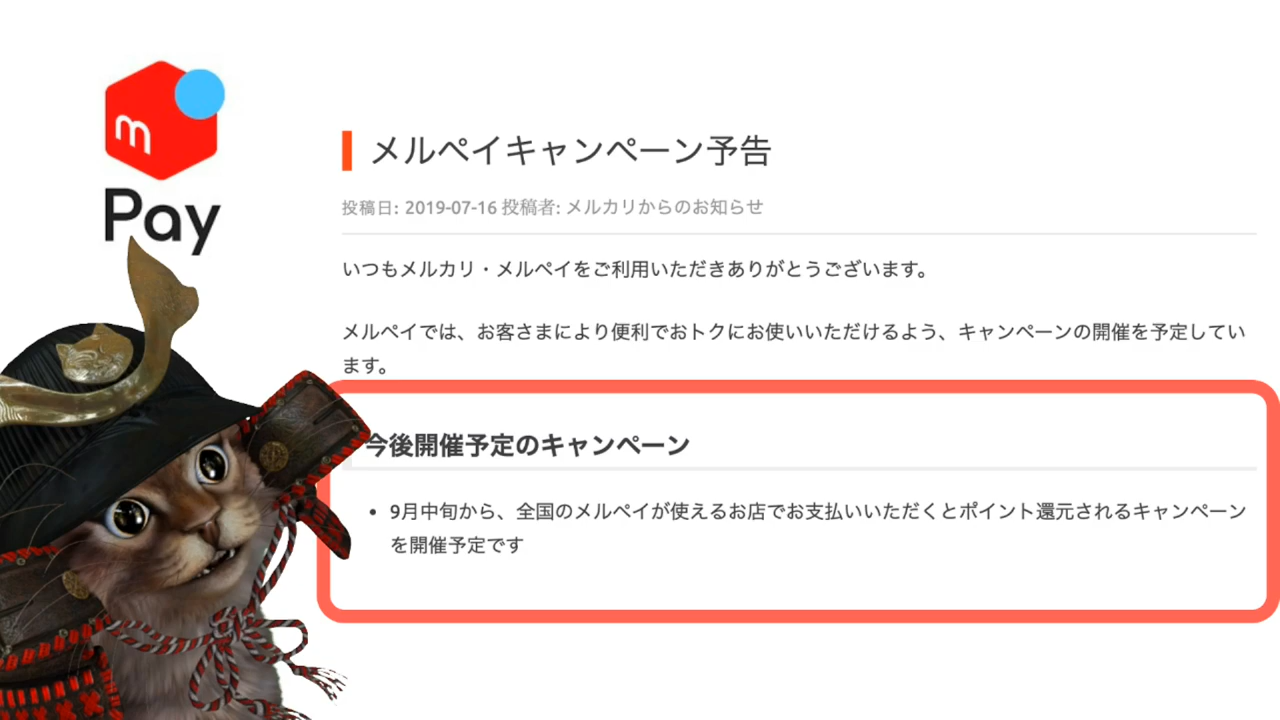 m
Pay
メルペイキャンペーン予告
投稿日: 2019-07-16 投稿者: メルカリからのお知らせ
いつもメルカリ・メルペイをご利用いただきありがとうございます。
メルペイでは、お客さまにより便利でおトクにお使いいただけるよう、キャンペーンの開催を予定してい
ます。
今後開催予定のキャンペーン
• 9月中旬から、全国のメルペイが使えるお店でお支払いいただくとポイント還元されるキャンペーン
を開催予定です